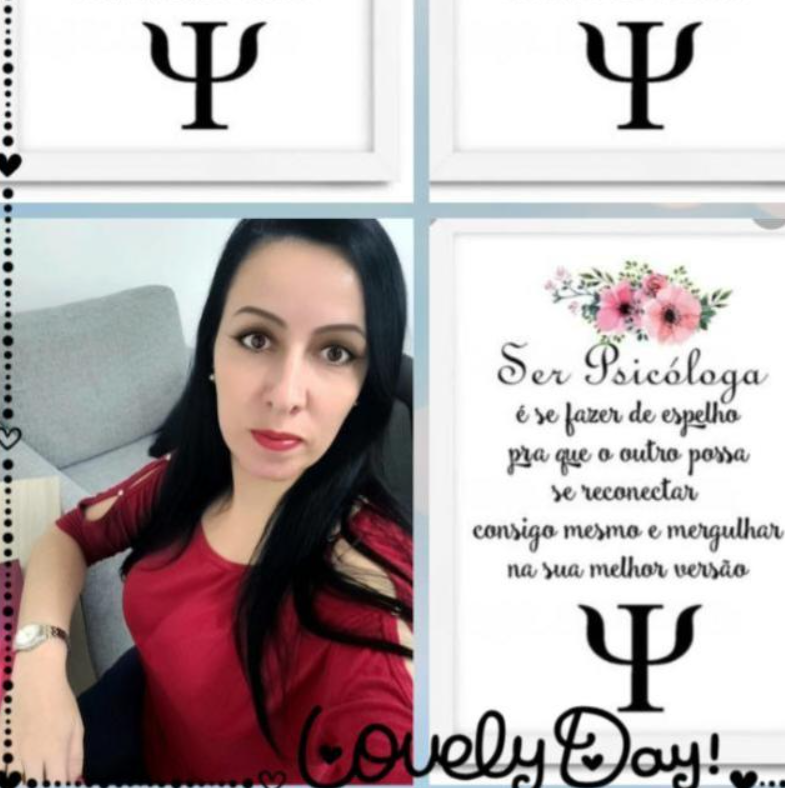 Ψ
Ψ
Ser Psicóloga
é se fazer de espelho
pra que o outro possa
se reconectar
consigo mesmo e mergulhar
na sua melhor versão
Ψ
Lovely Day!